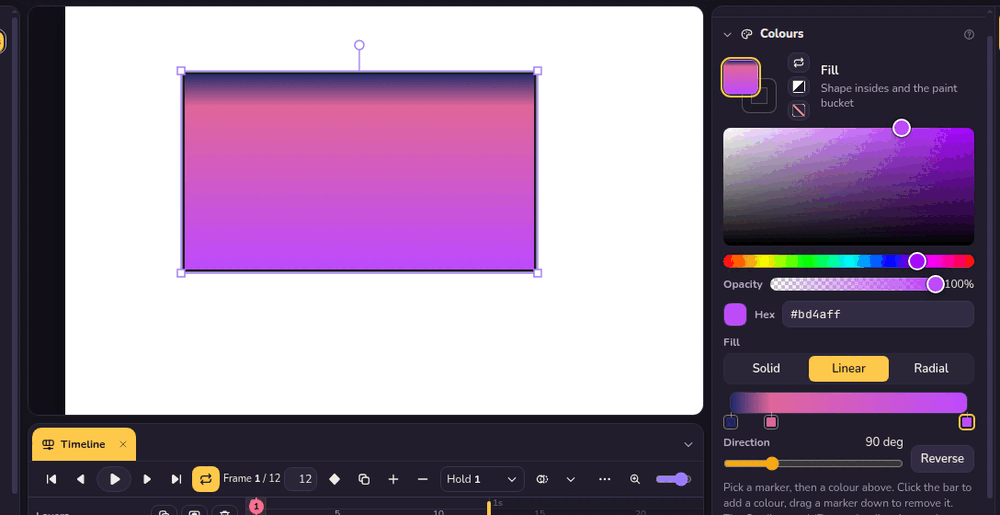 Colours
Fill
Shape insides and the paint
bucket
Opacity
100%
Hex
#bd4aff
Fill
Solid
Linear
Radial
Direction
90 deg
Reverse
Pick a marker, then a colour above. Click the bar to
add a colour, drag a marker down to remove it.
Timeline
Frame 1 / 12
12
Hold 1
Layers
1
5
10
1s
15
20